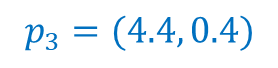 p₃ = (4.4, 0.4)